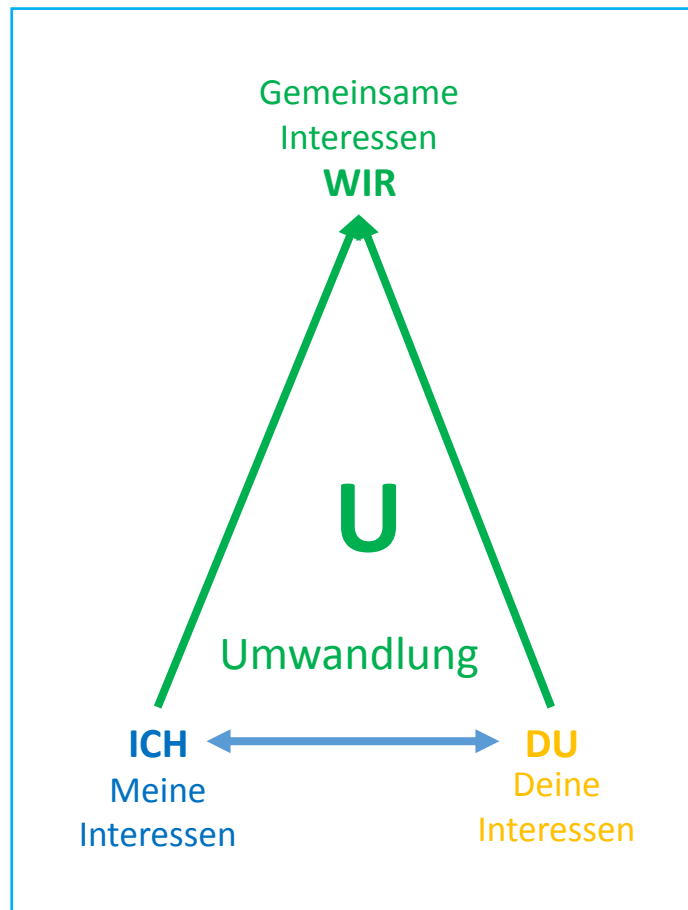 Gemeinsame
Interessen
WIR
U
Umwandlung
ICH
DU
Meine
Interessen
Deine
Interessen